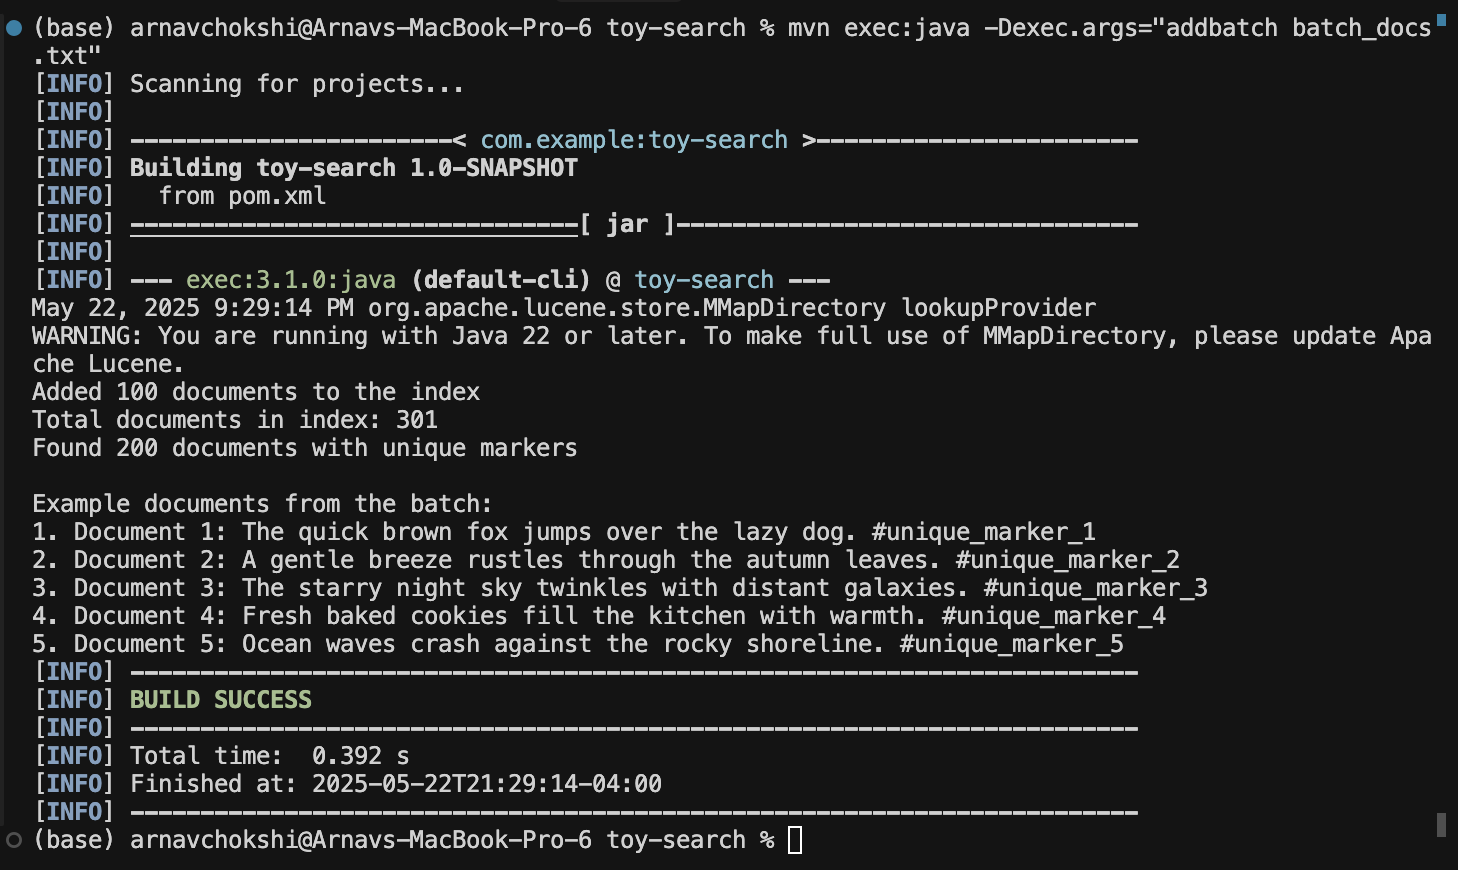 (base) arnavchokshi@Arnavs-MacBook-Pro-6 toy-search % mvn exec:java -Dexec.args="addbatch batch_docs
.txt"
[INFO] Scanning for projects...
[INFO]
[INFO] -----------------------< com.example:toy-search >-----------------------
[INFO] Building toy-search 1.0-SNAPSHOT
[INFO]   from pom.xml
[INFO] --------------------------------[ jar ]---------------------------------
[INFO]
[INFO] --- exec:3.1.0:java (default-cli) @ toy-search ---
May 22, 2025 9:29:14 PM org.apache.lucene.store.MMapDirectory lookupProvider
WARNING: You are running with Java 22 or later. To make full use of MMapDirectory, please update Apa
che Lucene.
Added 100 documents to the index
Total documents in index: 301
Found 200 documents with unique markers

Example documents from the batch:
1. Document 1: The quick brown fox jumps over the lazy dog. #unique_marker_1
2. Document 2: A gentle breeze rustles through the autumn leaves. #unique_marker_2
3. Document 3: The starry night sky twinkles with distant galaxies. #unique_marker_3
4. Document 4: Fresh baked cookies fill the kitchen with warmth. #unique_marker_4
5. Document 5: Ocean waves crash against the rocky shoreline. #unique_marker_5
[INFO] ------------------------------------------------------------------------
[INFO] BUILD SUCCESS
[INFO] ------------------------------------------------------------------------
[INFO] Total time:  0.392 s
[INFO] Finished at: 2025-05-22T21:29:14-04:00
[INFO] ------------------------------------------------------------------------
(base) arnavchokshi@Arnavs-MacBook-Pro-6 toy-search %